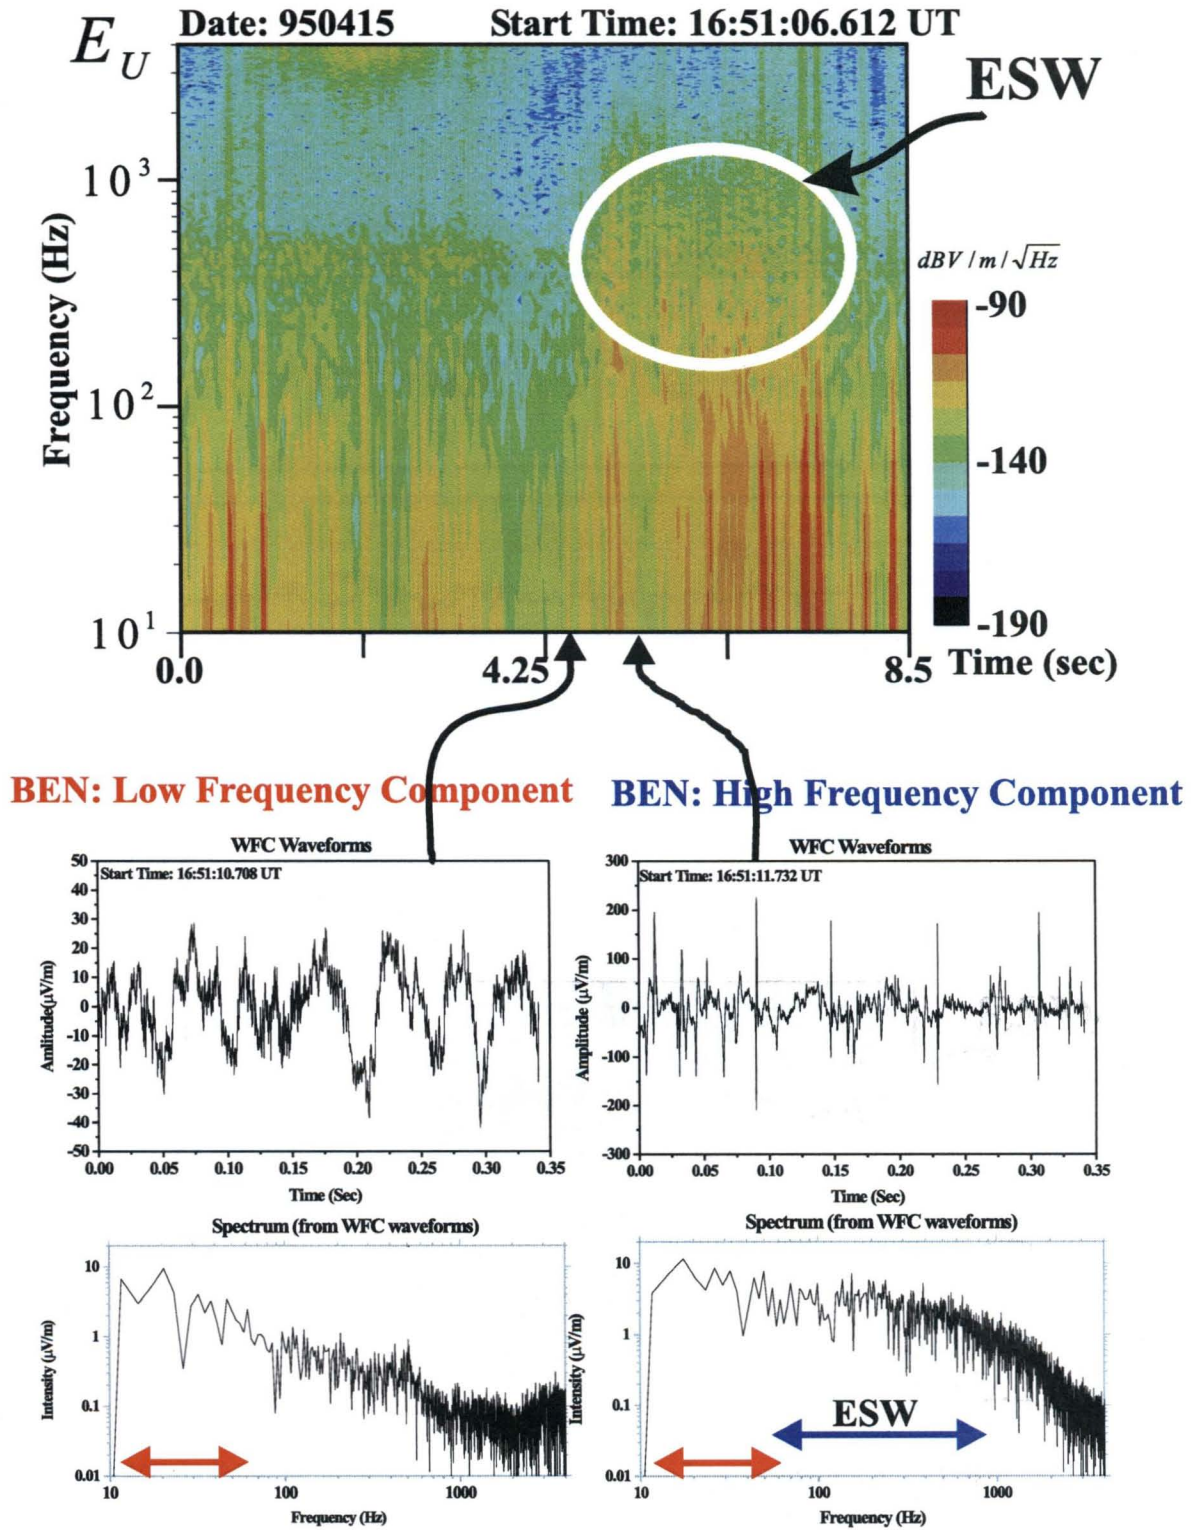 E_U Date: 950415 Start Time: 16:51:06.612 UT
ESW
Frequency (Hz)
10^3
10^2
10^1
dBV / m / √Hz
-90
-140
-190
0.0 4.25 8.5 Time (sec)
BEN: Low Frequency Component
WFC Waveforms
Start Time: 16:51:10.708 UT
Amlitude(μV/m)
50
40
30
20
10
0
-10
-20
-30
-40
-50
0.00 0.05 0.10 0.15 0.20 0.25 0.30 0.35
Time (Sec)
Spectrum (from WFC waveforms)
Intensity (μV/m)
10
1
0.1
0.01
10 100 1000
Frequency (Hz)
BEN: High Frequency Component
WFC Waveforms
Start Time: 16:51:11.732 UT
Amplitude (μV/m)
300
200
100
0
-100
-200
-300
0.00 0.05 0.10 0.15 0.20 0.25 0.30 0.35
Time (Sec)
Spectrum (from WFC waveforms)
Intensity (μV/m)
10
1
0.1
0.01
ESW
10 100 1000
Frequency (Hz)